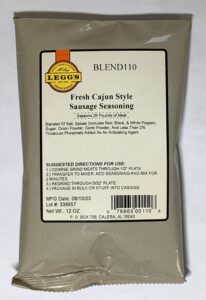 LEGG'S
BLEND110
Fresh Cajun Style
Sausage Seasoning
Seasons 25 Pounds of Meat
Blended Of Salt, Spices (Includes Red, Black, & White Pepper),
Sugar, Onion Powder, Garlic Powder, And Less Than 2%
Tricalcium Phosphate Added As An Anticaking Agent
SUGGESTED DIRECTIONS FOR USE:
1.) COARSE GRIND MEATS THROUGH 1/2" PLATE.
2.) TRANSFER TO MIXER, ADD SEASONING AND MIX FOR
2 MINUTES
3.) REGRIND THROUGH PLATE
4.) PACKAGE IN BULK OR STUFF INTO CASINGS.
MFG Date: 08/10/23
Lot #: 336957
Net Wt.: 12 OZ
P.O. BOX 709, CALERA, AL 35040